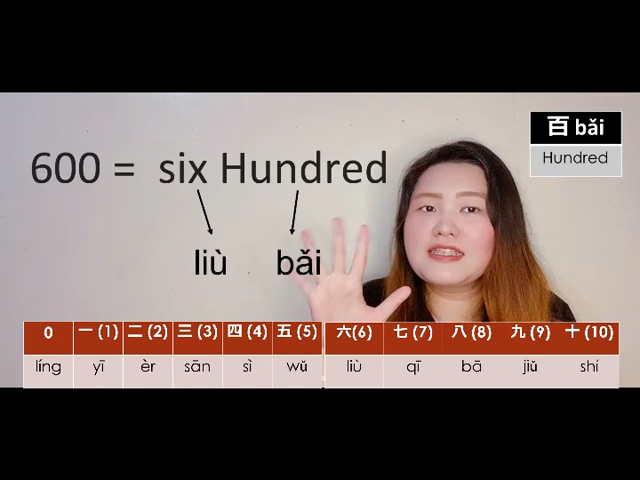 百 bǎi
Hundred
600 = six Hundred
liù bǎi
0 一 (1) 二 (2) 三 (3) 四 (4) 五 (5) 六(6) 七 (7) 八 (8) 九 (9) 十 (10)
líng yī èr sān sì wǔ liù qī bā jiǔ shí